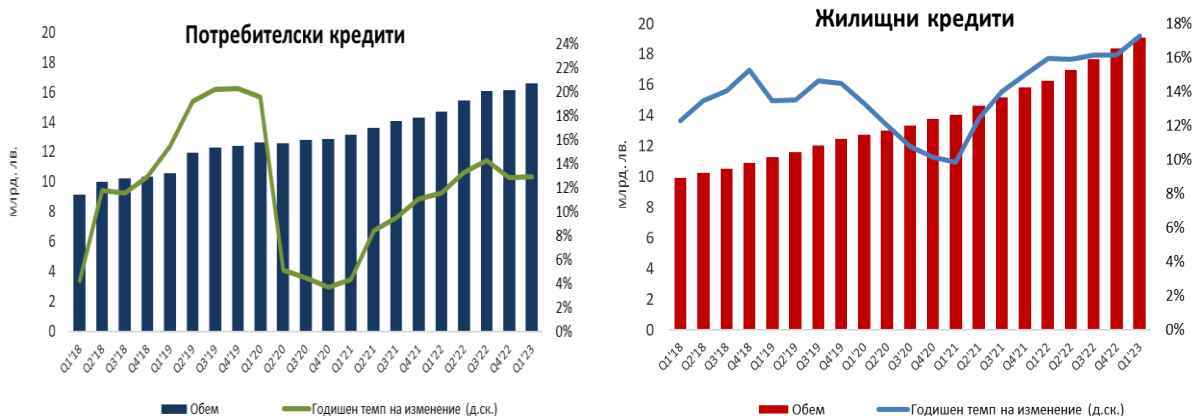 Потребителски кредити
млрд. лв.
20
18
16
14
12
10
8
6
4
2
0
24%
22%
20%
18%
16%
14%
12%
10%
8%
6%
4%
2%
0%
Q1'18
Q2'18
Q3'18
Q4'18
Q1'19
Q2'19
Q3'19
Q4'19
Q1'20
Q2'20
Q3'20
Q4'20
Q1'21
Q2'21
Q3'21
Q4'21
Q1'22
Q2'22
Q3'22
Q4'22
Q1'23
Обем
Годишен темп на изменение (д.ск.)
Жилищни кредити
млрд. лв.
20
18
16
14
12
10
8
6
4
2
0
18%
16%
14%
12%
10%
8%
6%
4%
2%
0%
Q1'18
Q2'18
Q3'18
Q4'18
Q1'19
Q2'19
Q3'19
Q4'19
Q1'20
Q2'20
Q3'20
Q4'20
Q1'21
Q2'21
Q3'21
Q4'21
Q1'22
Q2'22
Q3'22
Q4'22
Q1'23
Обем
Годишен темп на изменение (д.ск.)